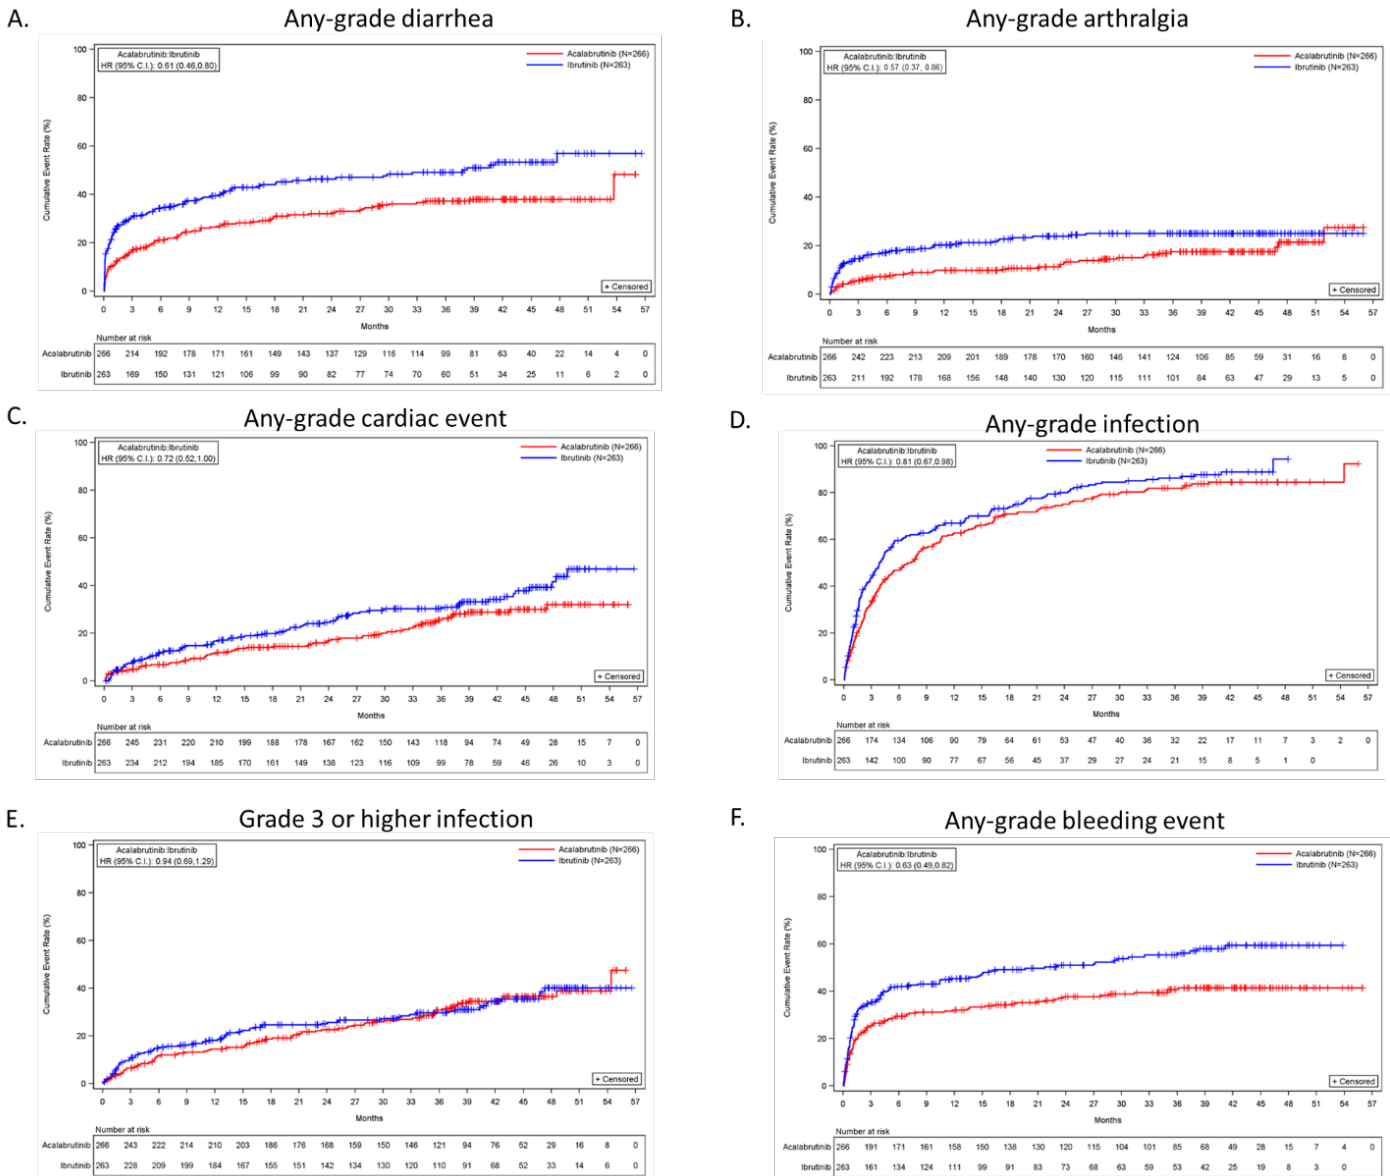 A. Any-grade diarrhea
Acalabrutinib:Ibrutinib
HR (95% C.I.): 0.61 (0.46,0.80)
Acalabrutinib (N=266)
Ibrutinib (N=263)
Cumulative Event Rate (%)
100
80
60
40
20
0
+ Censored
0 3 6 9 12 15 18 21 24 27 30 33 36 39 42 45 48 51 54 57
Months
Number at risk
Acalabrutinib 266 214 192 178 171 161 149 143 137 129 116 114 99 81 63 40 22 14 4 0
Ibrutinib 263 169 150 131 121 106 99 90 82 77 74 70 60 51 34 25 11 6 2 0
B. Any-grade arthralgia
Acalabrutinib:Ibrutinib
HR (95% C.I.): 0.57 (0.37, 0.86)
Acalabrutinib (N=266)
Ibrutinib (N=263)
Cumulative Event Rate (%)
100
80
60
40
20
0
+ Censored
0 3 6 9 12 15 18 21 24 27 30 33 36 39 42 45 48 51 54 57
Months
Number at risk
Acalabrutinib 266 242 223 213 209 201 189 178 170 160 146 141 124 106 85 59 31 16 8 0
Ibrutinib 263 211 192 178 168 156 148 140 130 120 115 111 101 84 63 47 29 13 5 0
C. Any-grade cardiac event
Acalabrutinib:Ibrutinib
HR (95% C.I.): 0.72 (0.52,1.00)
Acalabrutinib (N=266)
Ibrutinib (N=263)
Cumulative Event Rate (%)
100
80
60
40
20
0
+ Censored
0 3 6 9 12 15 18 21 24 27 30 33 36 39 42 45 48 51 54 57
Months
Number at risk
Acalabrutinib 266 245 231 220 210 199 188 178 167 162 150 143 118 94 74 49 28 15 7 0
Ibrutinib 263 234 212 194 185 170 161 149 138 123 116 109 99 78 59 46 26 10 3 0
D. Any-grade infection
Acalabrutinib:Ibrutinib
HR (95% C.I.): 0.81 (0.67,0.98)
Acalabrutinib (N=266)
Ibrutinib (N=263)
Cumulative Event Rate (%)
100
80
60
40
20
0
+ Censored
0 3 6 9 12 15 18 21 24 27 30 33 36 39 42 45 48 51 54 57
Months
Number at risk
Acalabrutinib 266 174 134 106 90 79 64 61 53 47 40 36 32 22 17 11 7 3 2 0
Ibrutinib 263 142 100 90 77 67 56 45 37 29 27 24 21 15 8 5 1 0
E. Grade 3 or higher infection
Acalabrutinib:Ibrutinib
HR (95% C.I.): 0.94 (0.69,1.29)
Acalabrutinib (N=266)
Ibrutinib (N=263)
Cumulative Event Rate (%)
100
80
60
40
20
0
+ Censored
0 3 6 9 12 15 18 21 24 27 30 33 36 39 42 45 48 51 54 57
Months
Number at risk
Acalabrutinib 266 243 222 214 210 203 186 176 168 159 150 146 121 94 76 52 29 16 8 0
Ibrutinib 263 228 209 199 184 167 155 151 142 134 130 120 110 91 68 52 33 14 6 0
F. Any-grade bleeding event
Acalabrutinib:Ibrutinib
HR (95% C.I.): 0.63 (0.49,0.82)
Acalabrutinib (N=266)
Ibrutinib (N=263)
Cumulative Event Rate (%)
100
80
60
40
20
0
+ Censored
0 3 6 9 12 15 18 21 24 27 30 33 36 39 42 45 48 51 54 57
Months
Number at risk
Acalabrutinib 266 191 171 161 158 150 138 130 120 115 104 101 85 68 49 28 15 7 4 0
Ibrutinib 263 161 134 124 111 99 91 83 73 68 63 59 53 42 25 19 8 3 0